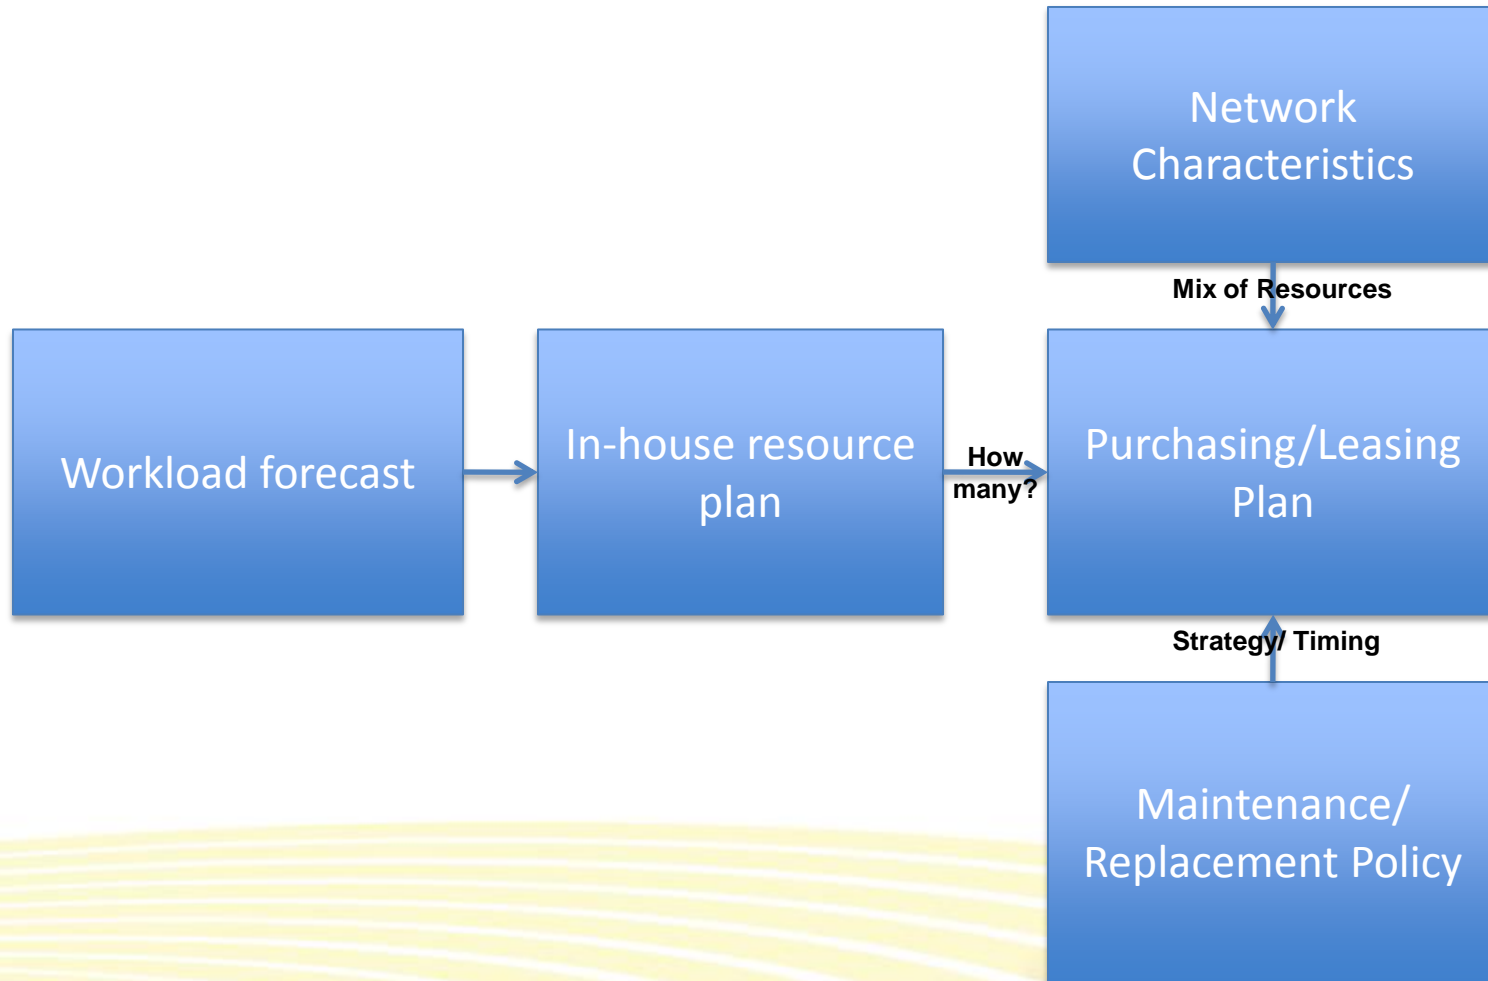 Network
Characteristics
Mix of Resources
Workload forecast
In-house resource
plan
How
many?
Purchasing/Leasing
Plan
Strategy/ Timing
Maintenance/
Replacement Policy